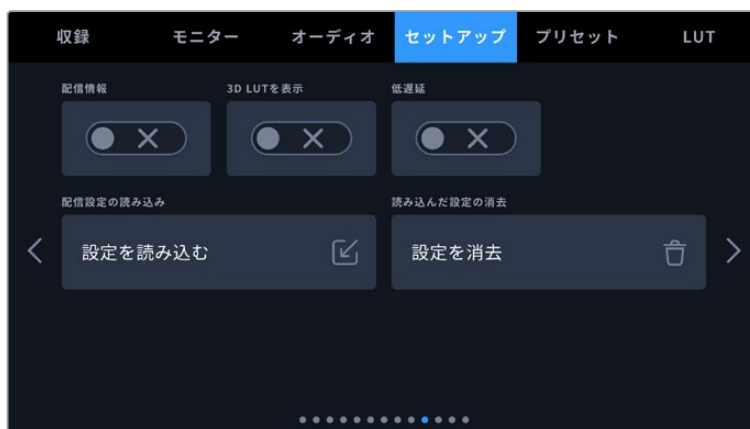 収録 モニター オーディオ セットアップ プリセット LUT
配信情報 3D LUTを表示 低遅延
配信設定の読み込み 読み込んだ設定の消去
設定を読み込む 設定を消去